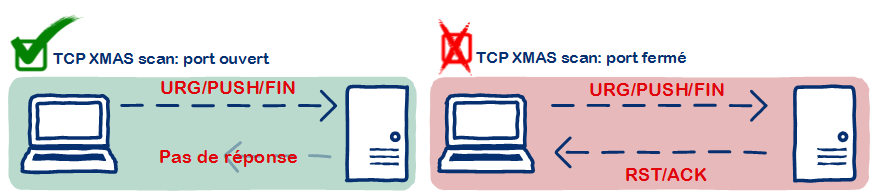 TCP XMAS scan: port ouvert
URG/PUSH/FIN
Pas de réponse
TCP XMAS scan: port fermé
URG/PUSH/FIN
RST/ACK